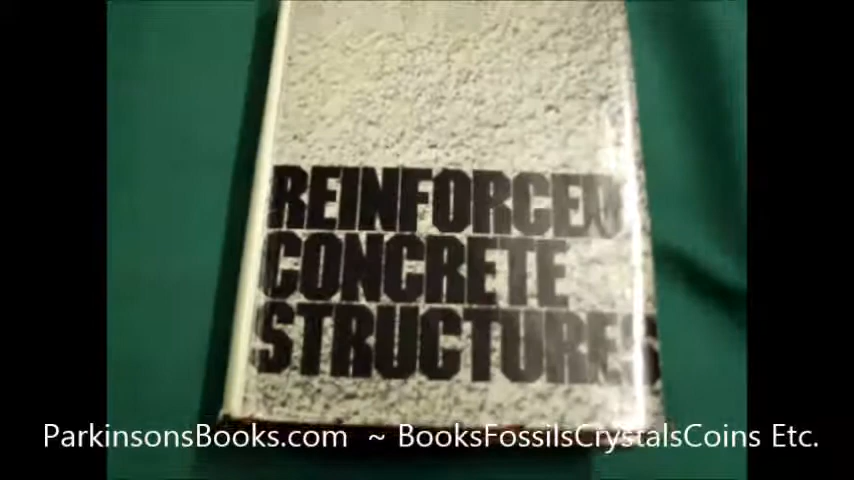 REINFORCED
CONCRETE
STRUCTURES
ParkinsonsBooks.com ~ BooksFossilsCrystalsCoins Etc.